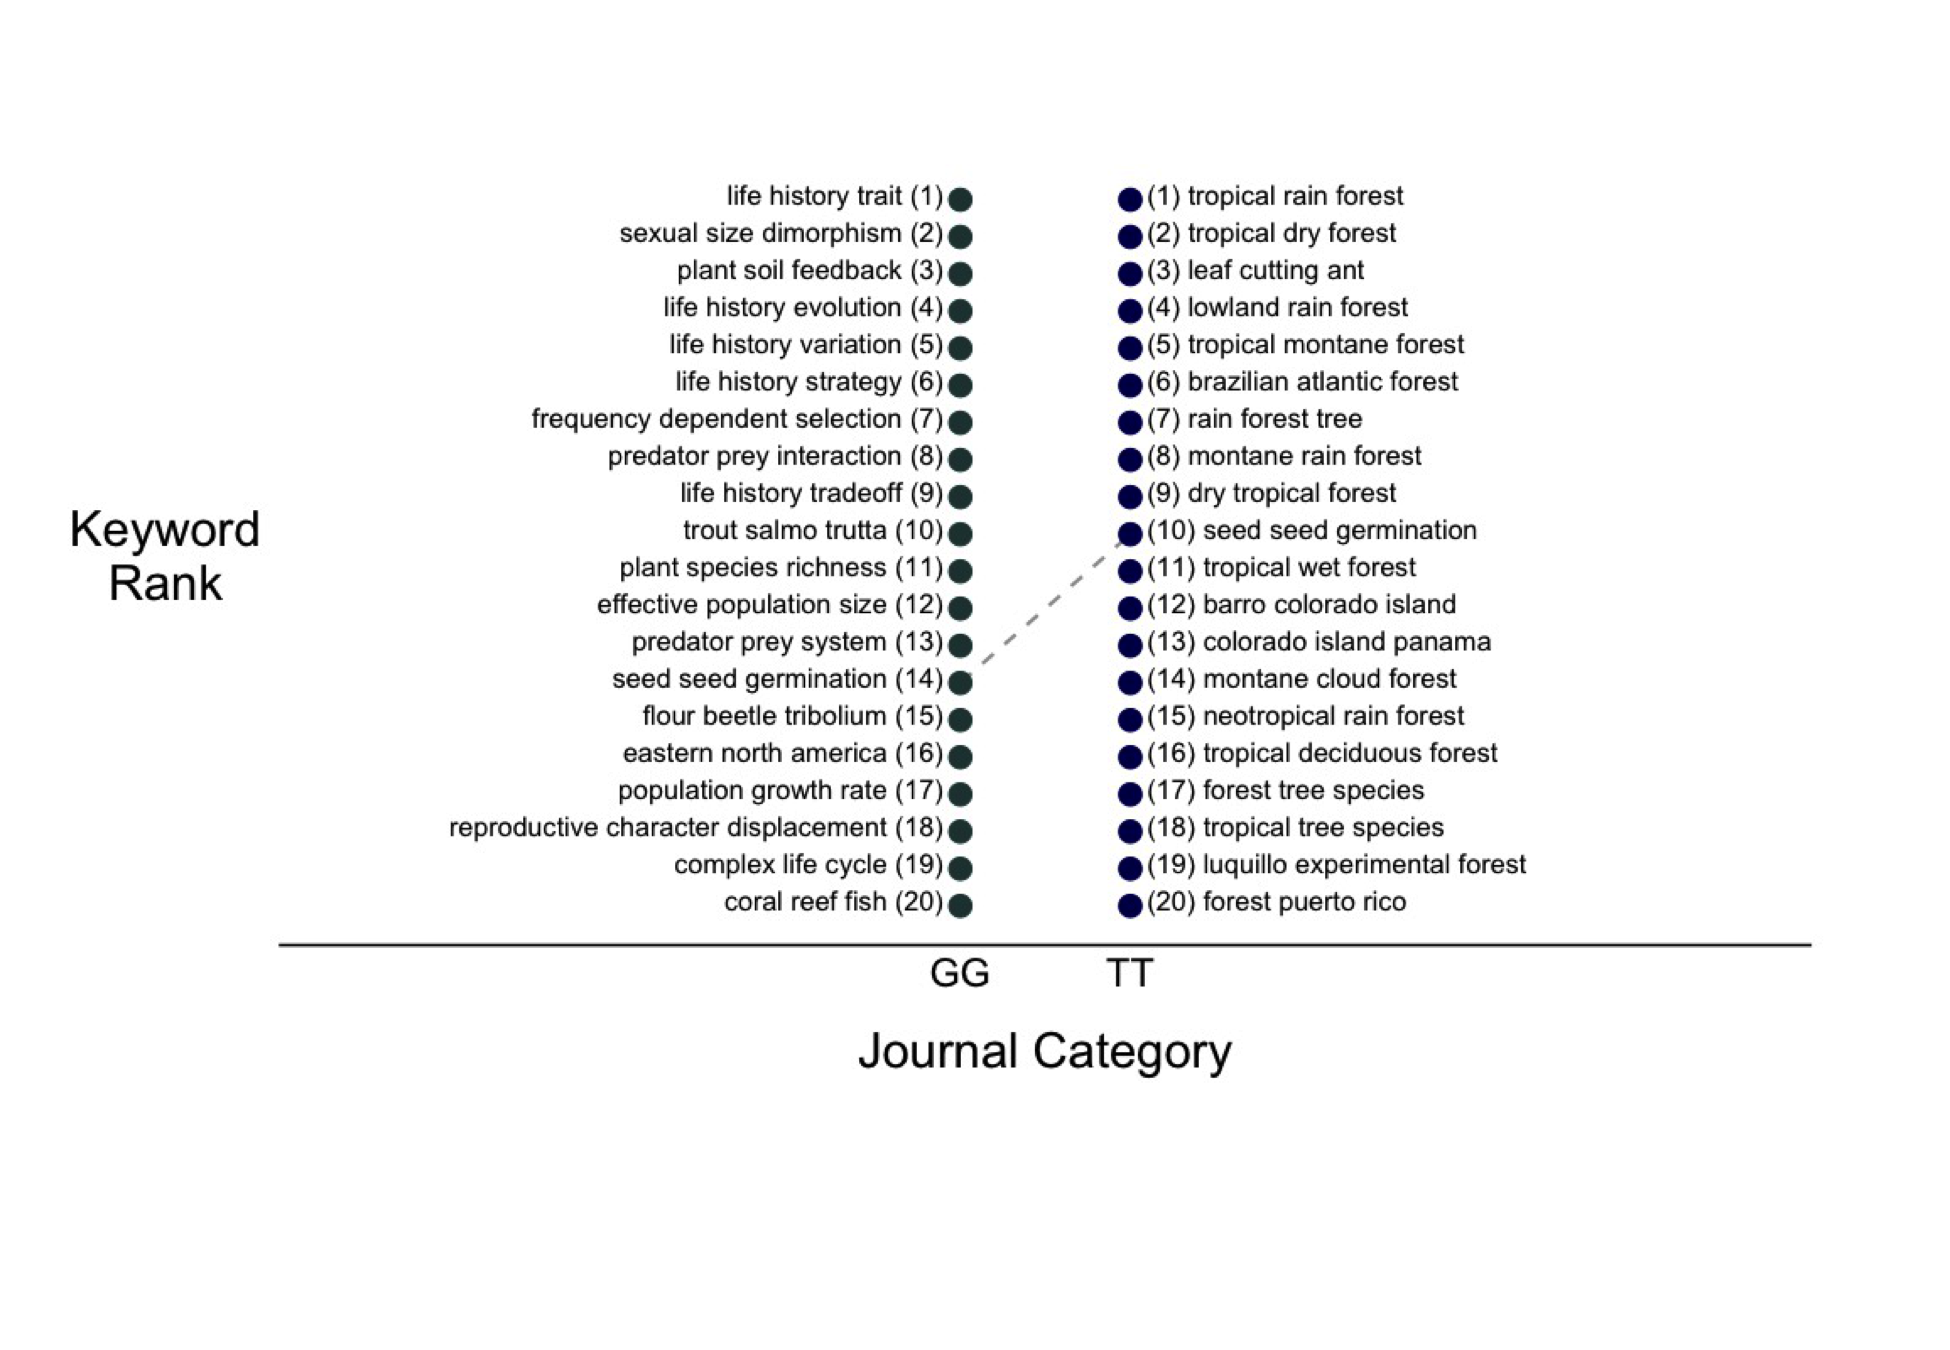 life history trait (1)
sexual size dimorphism (2)
plant soil feedback (3)
life history evolution (4)
life history variation (5)
life history strategy (6)
frequency dependent selection (7)
predator prey interaction (8)
life history tradeoff (9)
trout salmo trutta (10)
plant species richness (11)
effective population size (12)
predator prey system (13)
seed seed germination (14)
flour beetle tribolium (15)
eastern north america (16)
population growth rate (17)
reproductive character displacement (18)
complex life cycle (19)
coral reef fish (20)
(1) tropical rain forest
(2) tropical dry forest
(3) leaf cutting ant
(4) lowland rain forest
(5) tropical montane forest
(6) brazilian atlantic forest
(7) rain forest tree
(8) montane rain forest
(9) dry tropical forest
(10) seed seed germination
(11) tropical wet forest
(12) barro colorado island
(13) colorado island panama
(14) montane cloud forest
(15) neotropical rain forest
(16) tropical deciduous forest
(17) forest tree species
(18) tropical tree species
(19) luquillo experimental forest
(20) forest puerto rico
Keyword
Rank
GG
TT
Journal Category